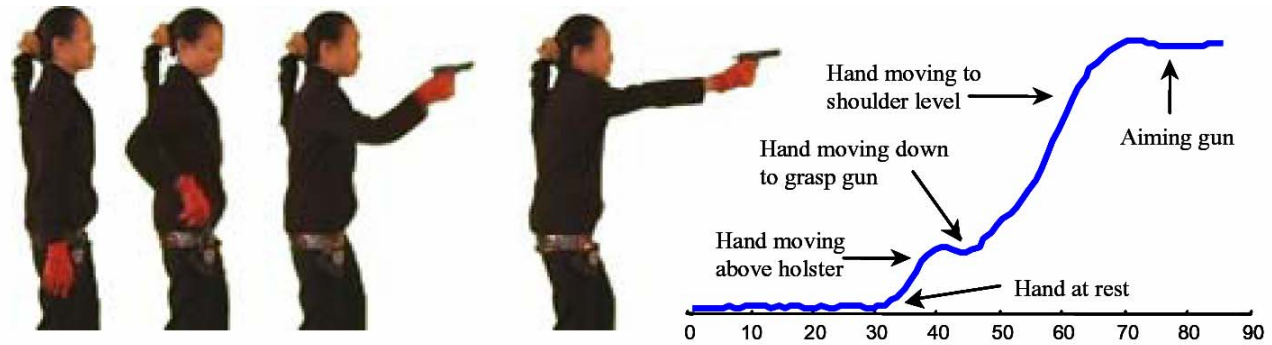 Hand moving to
shoulder level
Aiming gun
Hand moving down
to grasp gun
Hand moving
above holster
Hand at rest
0 10 20 30 40 50 60 70 80 90